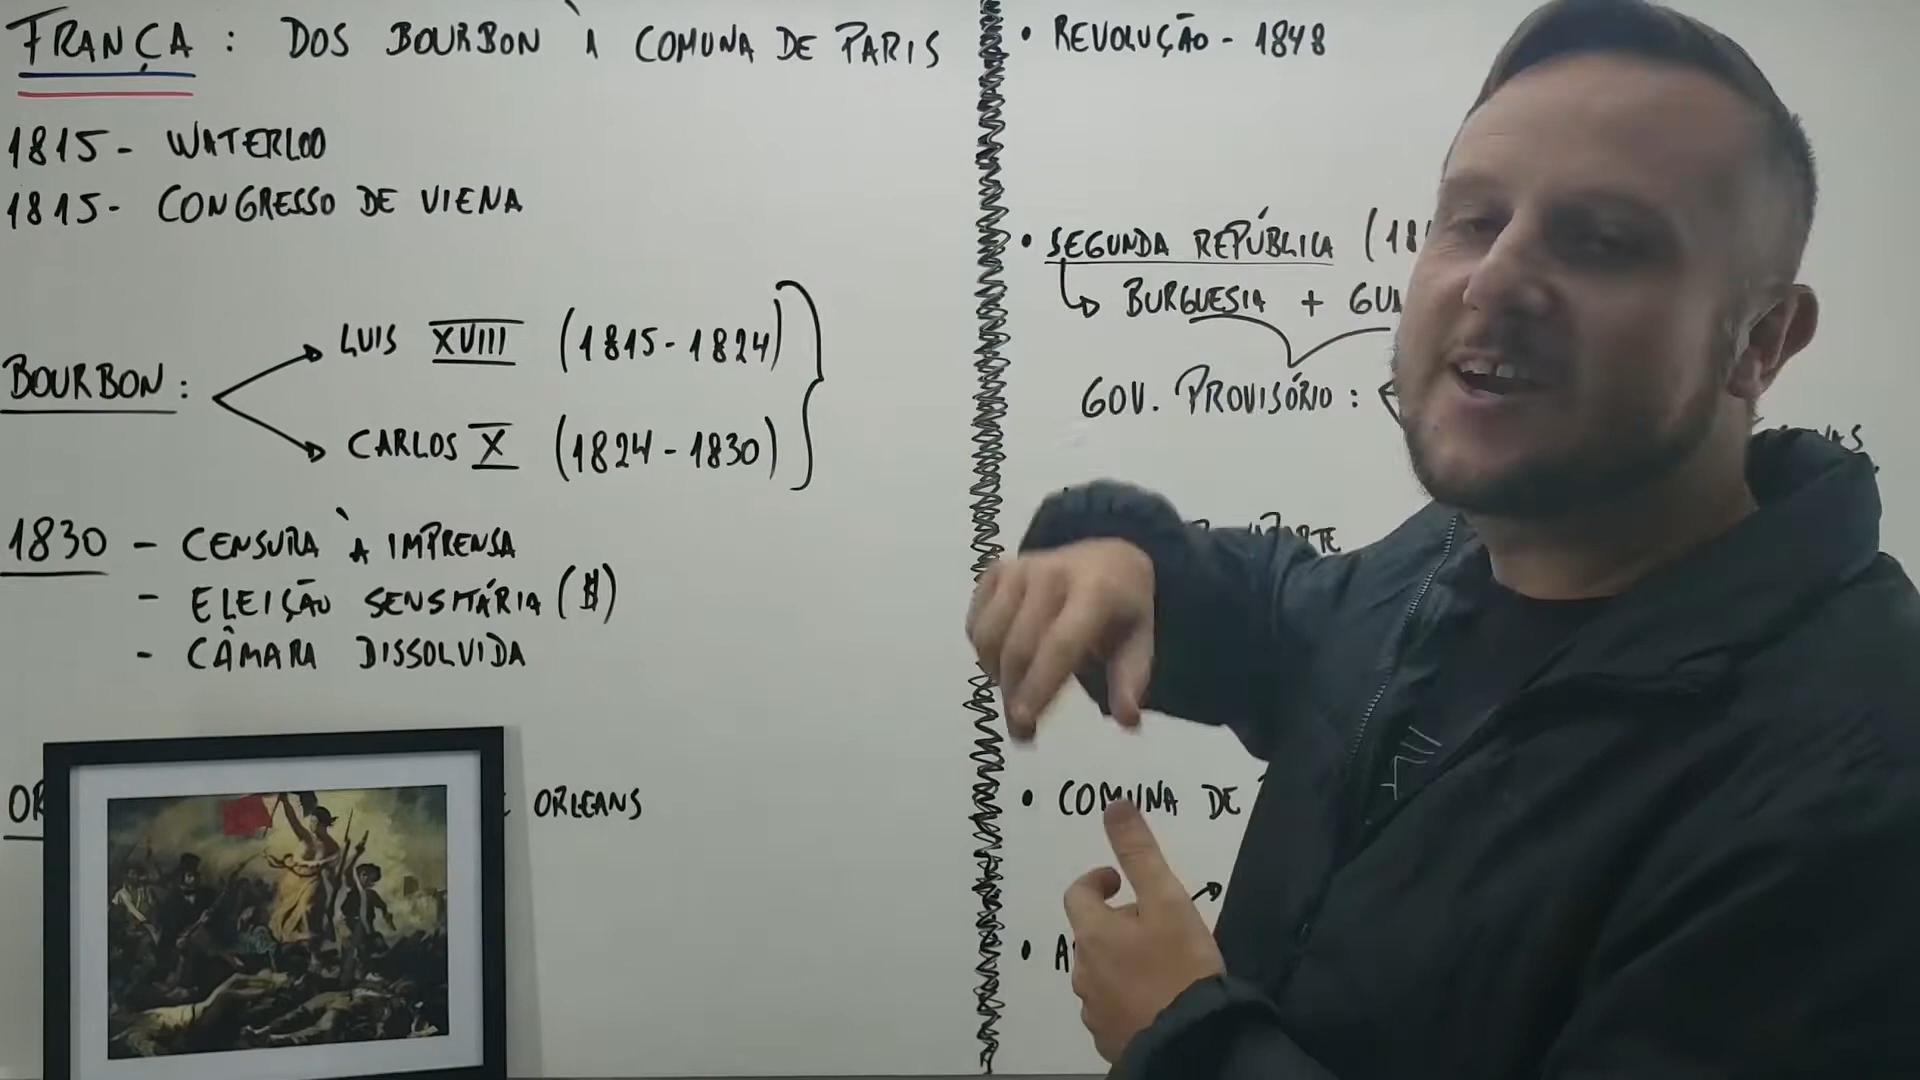 FRANÇA : DOS BOURBON À COMUNA DE PARIS
1815 - WATERLOO
1815 - CONGRESSO DE VIENA
BOURBON :
LUIS XVIII (1815 - 1824)
CARLOS X (1824 - 1830)
1830 - CENSURA À IMPRENSA
- ELEIÇÃO SENSITÁRIA ($)
- CÂMARA DISSOLVIDA
ORLEANS
• REVOLUÇÃO - 1848
• SEGUNDA REPÚBLICA (18
BURGUESIA +
GOV. PROVISÓRIO :
• COMUNA DE